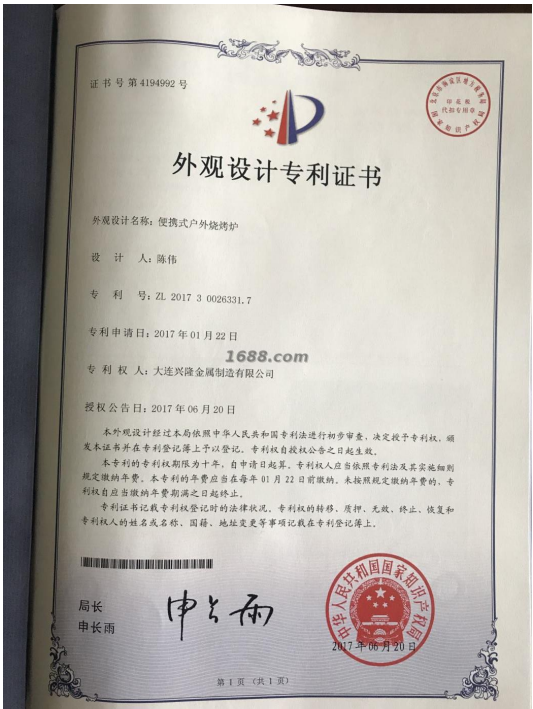 证书号第4194992号
印花税
代扣专用章
国家知识产权局
外观设计专利证书
外观设计名称：便携式户外烧烤炉
设计人：陈伟
专利号：ZL 2017 3 0026331.7
专利申请日：2017年01月22日
1688.com
专利权人：大连兴隆金属制造有限公司
授权公告日：2017年06月20日
本外观设计经过本局依照中华人民共和国专利法进行初步审查，决定授予专利权，颁
发本证书并在专利登记簿上予以登记。专利权自授权公告之日起生效。
本专利的专利权期限为十年，自申请日起算。专利权人应当依照专利法及其实施细则
规定缴纳年费。本专利的年费应当在每年01月22日前缴纳。未按照规定缴纳年费的，专
利权自应当缴纳年费期满之日起终止。
专利证书记载专利权登记时的法律状况。专利权的转移、质押、无效、终止、恢复和
专利权人的姓名或名称、国籍、地址变更等事项记载在专利登记簿上。
局长
申长雨
申长雨
中华人民共和国国家知识产权局
2017年06月20日
第1页（共1页）